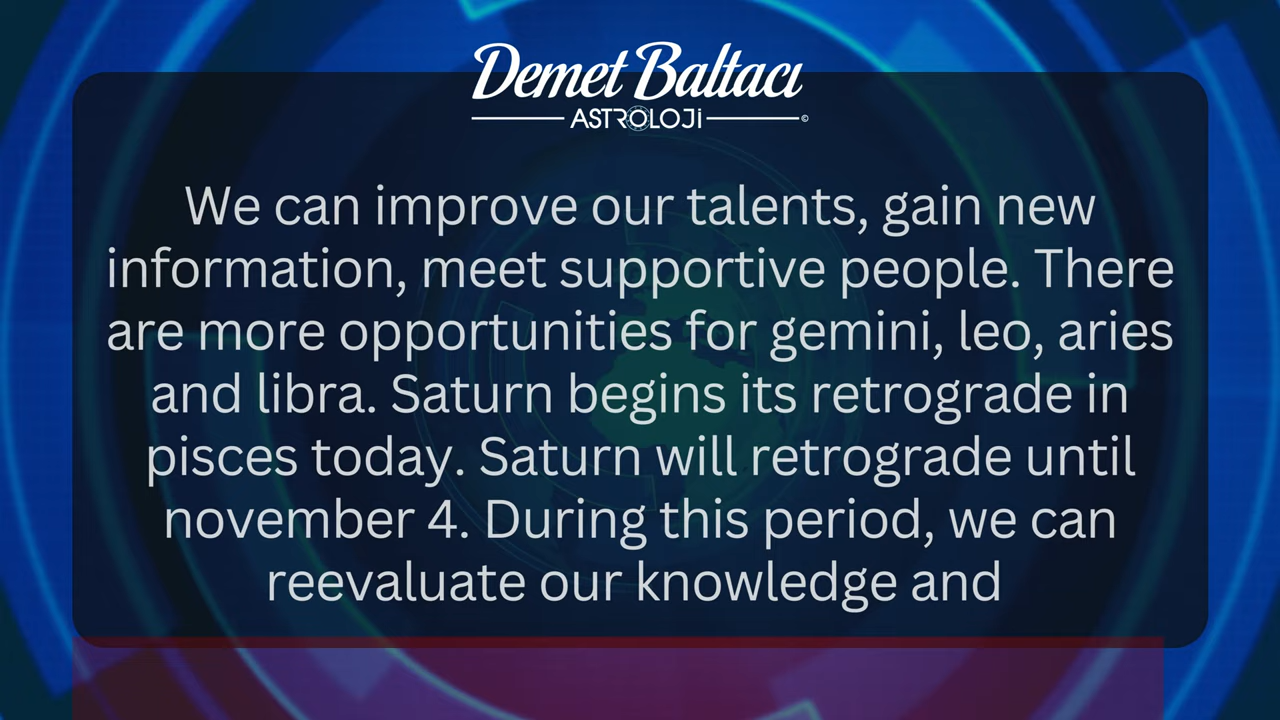 Demet Baltacı
ASTROLOJi
©
We can improve our talents, gain new
information, meet supportive people. There
are more opportunities for gemini, leo, aries
and libra. Saturn begins its retrograde in
pisces today. Saturn will retrograde until
november 4. During this period, we can
reevaluate our knowledge and